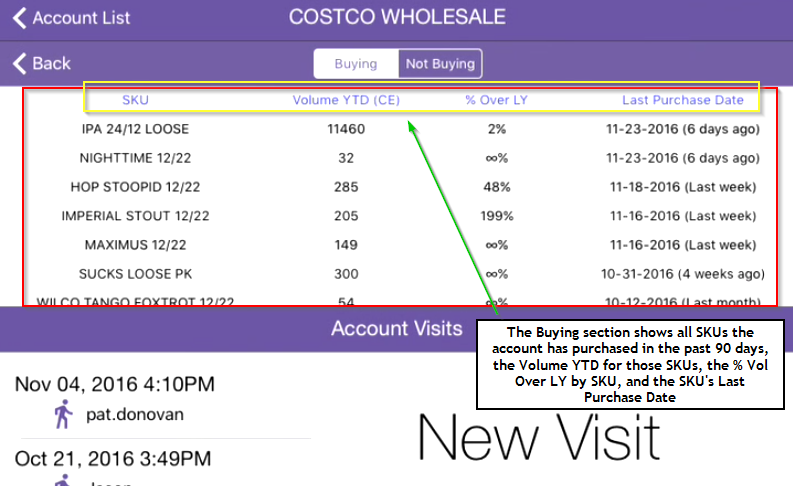 Account List COSTCO WHOLESALE
Back Buying Not Buying
SKU Volume YTD (CE) % Over LY Last Purchase Date
IPA 24/12 LOOSE 11460 2% 11-23-2016 (6 days ago)
NIGHTTIME 12/22 32 ∞% 11-23-2016 (6 days ago)
HOP STOOPID 12/22 285 48% 11-18-2016 (Last week)
IMPERIAL STOUT 12/22 205 199% 11-16-2016 (Last week)
MAXIMUS 12/22 149 ∞% 11-16-2016 (Last week)
SUCKS LOOSE PK 300 ∞% 10-31-2016 (4 weeks ago)
WILCO TANGO FOXTROT 12/22 54 ∞% 10-12-2016 (Last month)
Account Visits
The Buying section shows all SKUs the
account has purchased in the past 90 days,
the Volume YTD for those SKUs, the % Vol
Over LY by SKU, and the SKU's Last
Purchase Date
Nov 04, 2016 4:10PM
pat.donovan
New Visit
Oct 21, 2016 3:49PM